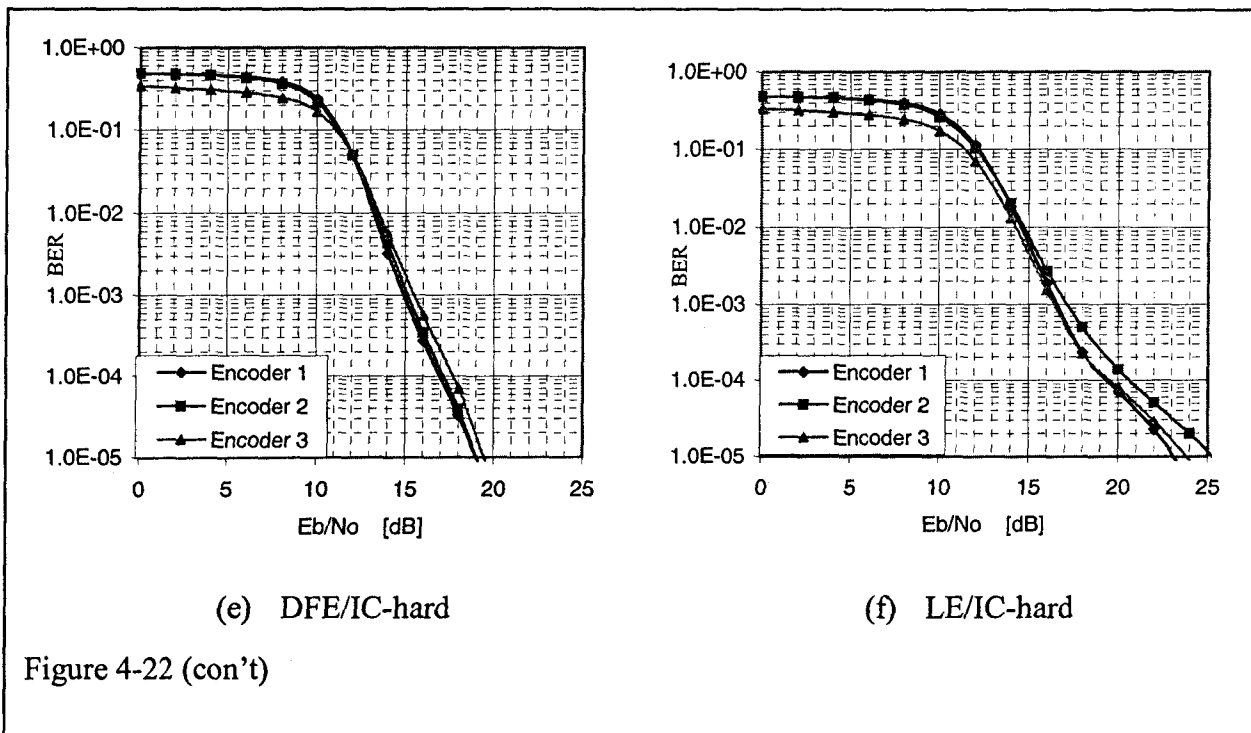 1.0E+00
1.0E-01
1.0E-02
1.0E-03
1.0E-04
1.0E-05
BER
Encoder 1
Encoder 2
Encoder 3
0 5 10 15 20 25
Eb/No [dB]
(e) DFE/IC-hard
1.0E+00
1.0E-01
1.0E-02
1.0E-03
1.0E-04
1.0E-05
BER
Encoder 1
Encoder 2
Encoder 3
0 5 10 15 20 25
Eb/No [dB]
(f) LE/IC-hard
Figure 4-22 (con't)